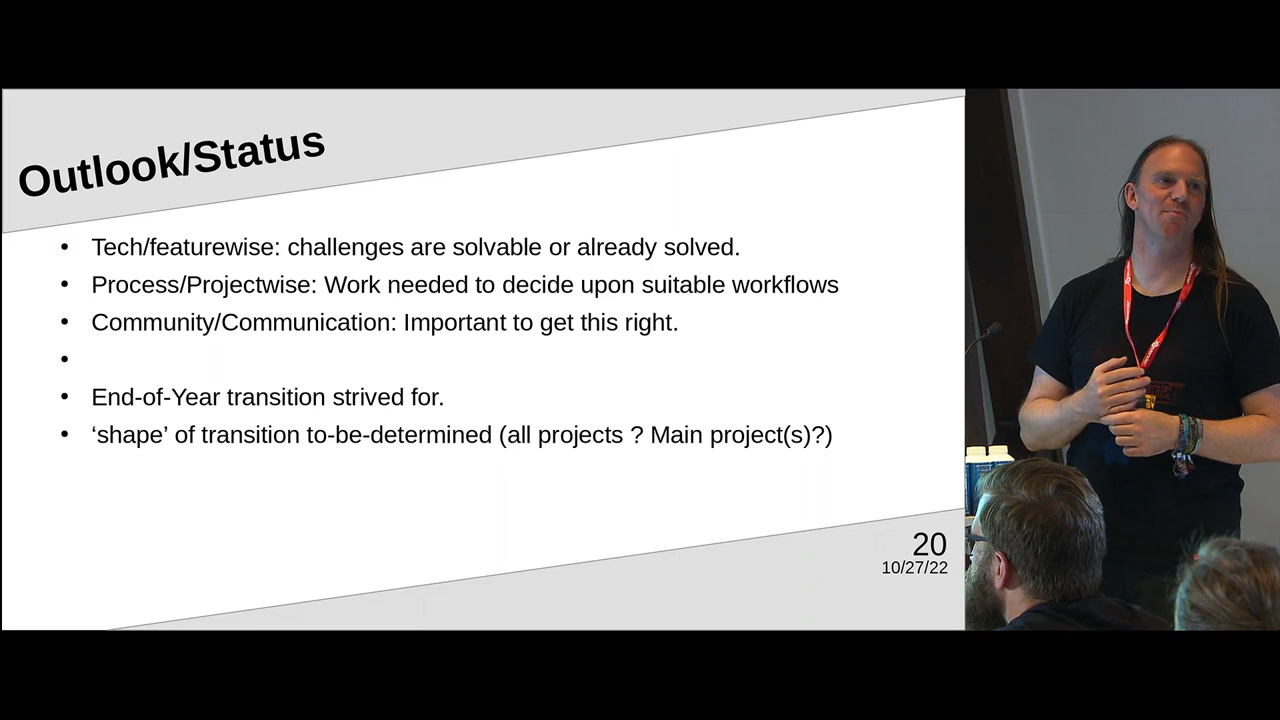 Outlook/Status
• Tech/featurewise: challenges are solvable or already solved.
• Process/Projectwise: Work needed to decide upon suitable workflows
• Community/Communication: Important to get this right.
•
• End-of-Year transition strived for.
• ‘shape’ of transition to-be-determined (all projects ? Main project(s)?)
20
10/27/22